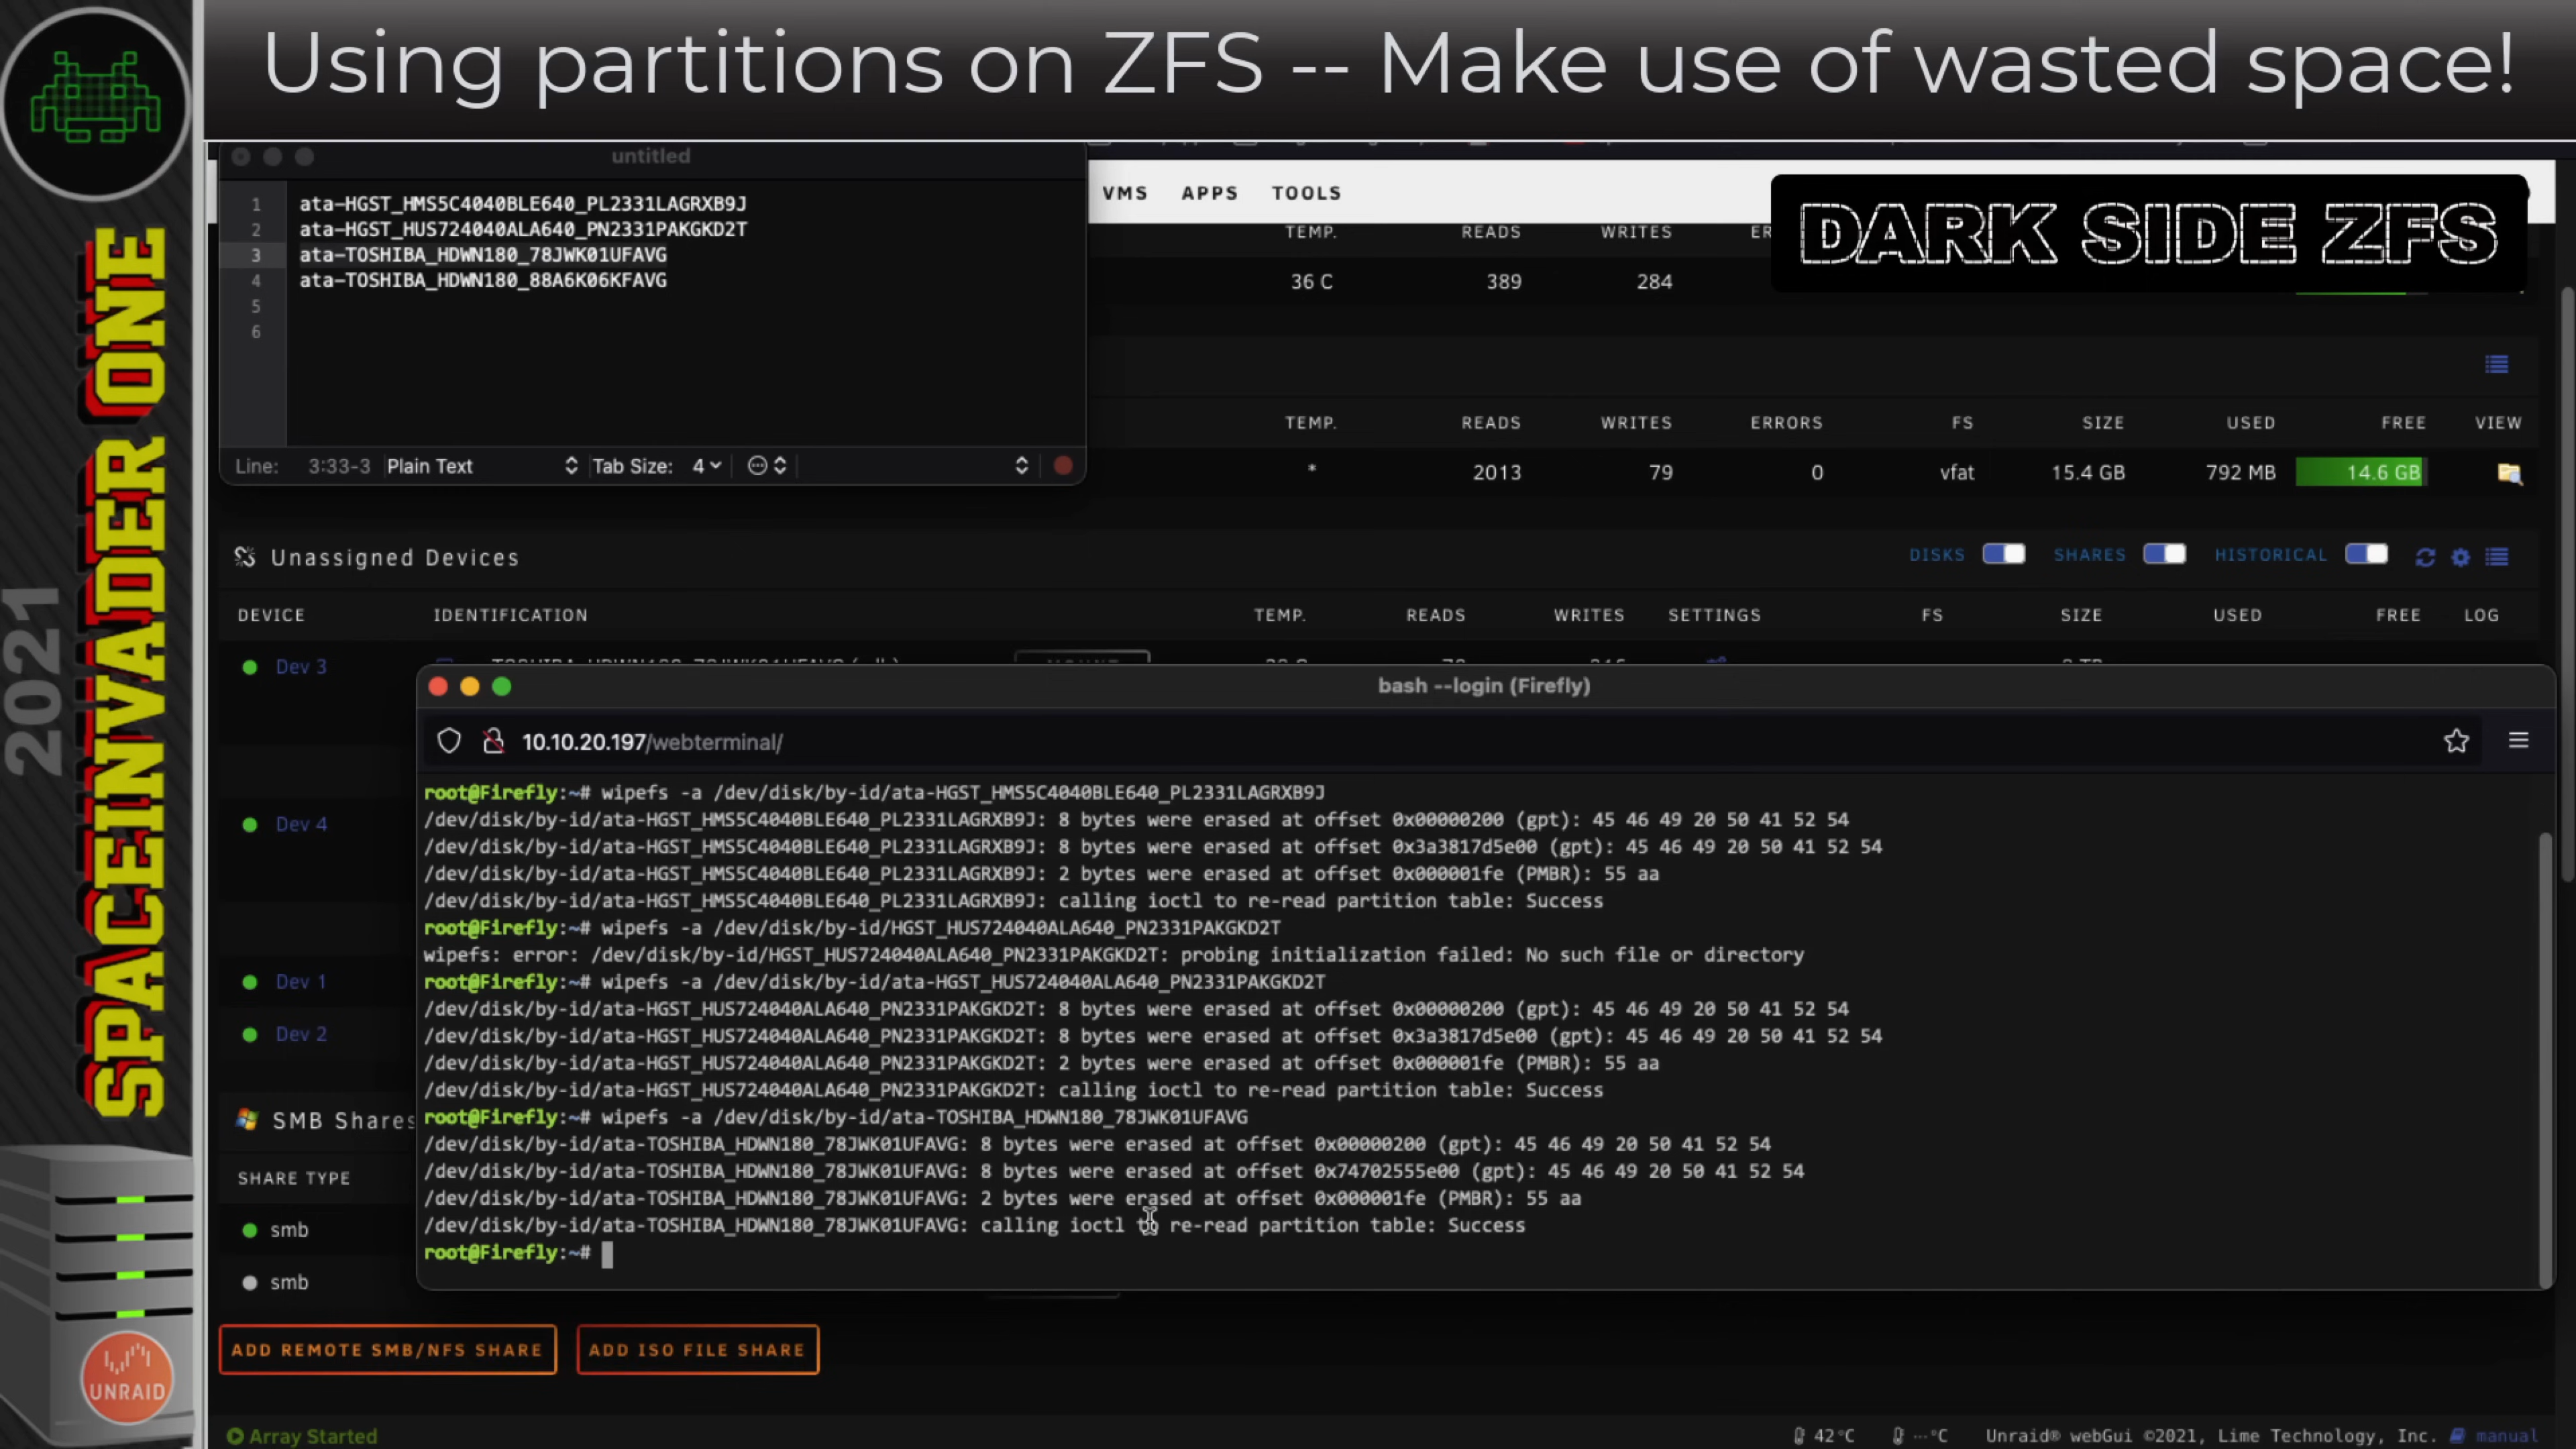 Using partitions on ZFS -- Make use of wasted space!
SPACEINVADER ONE
2021
UNRAID
untitled
1 ata-HGST_HMS5C4040BLE640_PL2331LAGRXB9J
2 ata-HGST_HUS724040ALA640_PN2331PAKGKD2T
3 ata-TOSHIBA_HDWN180_78JWK01UFAVG
4 ata-TOSHIBA_HDWN180_88A6K06KFAVG
5
6
Line: 3:33-3 Plain Text Tab Size: 4
VMS APPS TOOLS
DARK SIDE ZFS
TEMP. READS WRITES ER
36 C 389 284
TEMP. READS WRITES ERRORS FS SIZE USED FREE VIEW
* 2013 79 0 vfat 15.4 GB 792 MB 14.6 GB
Unassigned Devices DISKS SHARES HISTORICAL
DEVICE IDENTIFICATION TEMP. READS WRITES SETTINGS FS SIZE USED FREE LOG
Dev 3
Dev 4
Dev 1
Dev 2
bash --login (Firefly)
10.10.20.197/webterminal/
root@Firefly:~# wipefs -a /dev/disk/by-id/ata-HGST_HMS5C4040BLE640_PL2331LAGRXB9J
/dev/disk/by-id/ata-HGST_HMS5C4040BLE640_PL2331LAGRXB9J: 8 bytes were erased at offset 0x00000200 (gpt): 45 46 49 20 50 41 52 54
/dev/disk/by-id/ata-HGST_HMS5C4040BLE640_PL2331LAGRXB9J: 8 bytes were erased at offset 0x3a3817d5e00 (gpt): 45 46 49 20 50 41 52 54
/dev/disk/by-id/ata-HGST_HMS5C4040BLE640_PL2331LAGRXB9J: 2 bytes were erased at offset 0x000001fe (PMBR): 55 aa
/dev/disk/by-id/ata-HGST_HMS5C4040BLE640_PL2331LAGRXB9J: calling ioctl to re-read partition table: Success
root@Firefly:~# wipefs -a /dev/disk/by-id/HGST_HUS724040ALA640_PN2331PAKGKD2T
wipefs: error: /dev/disk/by-id/HGST_HUS724040ALA640_PN2331PAKGKD2T: probing initialization failed: No such file or directory
root@Firefly:~# wipefs -a /dev/disk/by-id/ata-HGST_HUS724040ALA640_PN2331PAKGKD2T
/dev/disk/by-id/ata-HGST_HUS724040ALA640_PN2331PAKGKD2T: 8 bytes were erased at offset 0x00000200 (gpt): 45 46 49 20 50 41 52 54
/dev/disk/by-id/ata-HGST_HUS724040ALA640_PN2331PAKGKD2T: 8 bytes were erased at offset 0x3a3817d5e00 (gpt): 45 46 49 20 50 41 52 54
/dev/disk/by-id/ata-HGST_HUS724040ALA640_PN2331PAKGKD2T: 2 bytes were erased at offset 0x000001fe (PMBR): 55 aa
/dev/disk/by-id/ata-HGST_HUS724040ALA640_PN2331PAKGKD2T: calling ioctl to re-read partition table: Success
root@Firefly:~# wipefs -a /dev/disk/by-id/ata-TOSHIBA_HDWN180_78JWK01UFAVG
/dev/disk/by-id/ata-TOSHIBA_HDWN180_78JWK01UFAVG: 8 bytes were erased at offset 0x00000200 (gpt): 45 46 49 20 50 41 52 54
/dev/disk/by-id/ata-TOSHIBA_HDWN180_78JWK01UFAVG: 8 bytes were erased at offset 0x74702555e00 (gpt): 45 46 49 20 50 41 52 54
/dev/disk/by-id/ata-TOSHIBA_HDWN180_78JWK01UFAVG: 2 bytes were erased at offset 0x000001fe (PMBR): 55 aa
/dev/disk/by-id/ata-TOSHIBA_HDWN180_78JWK01UFAVG: calling ioctl to re-read partition table: Success
root@Firefly:~#
SMB Shares
SHARE TYPE
smb
smb
ADD REMOTE SMB/NFS SHARE ADD ISO FILE SHARE
Array Started 42°C ---°C Unraid® webGui ©2021, Lime Technology, Inc. manual